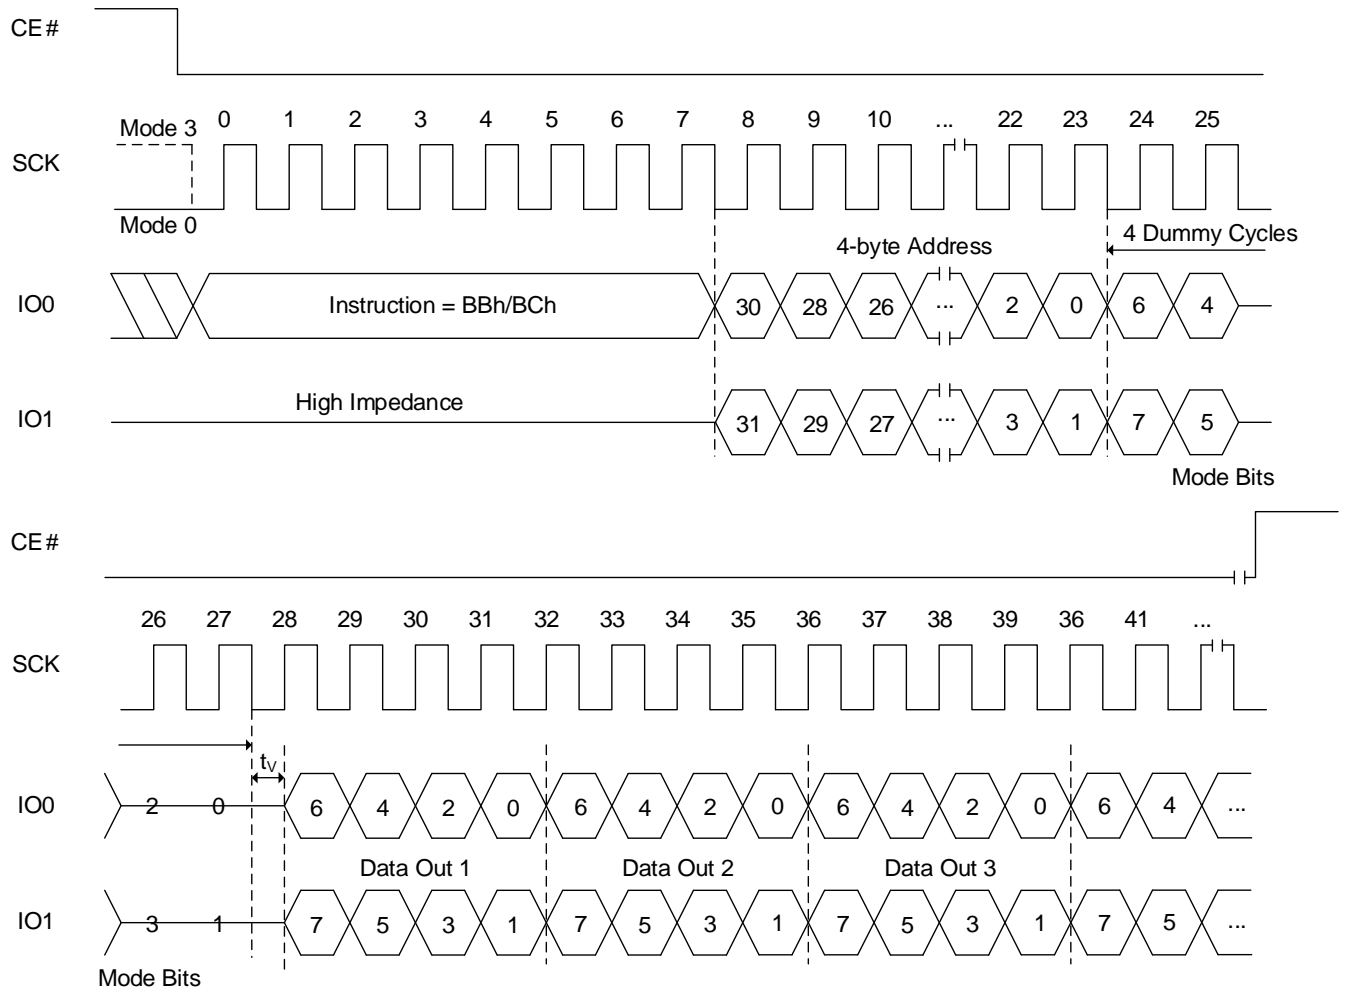 CE#
Mode 3 0 1 2 3 4 5 6 7 8 9 10 ... 22 23 24 25
SCK
Mode 0
4-byte Address 4 Dummy Cycles
IO0 Instruction = BBh/BCh 30 28 26 ... 2 0 6 4
High Impedance
IO1 31 29 27 ... 3 1 7 5
Mode Bits
CE#
26 27 28 29 30 31 32 33 34 35 36 37 38 39 36 41 ...
SCK
tV
IO0 2 0 6 4 2 0 6 4 2 0 6 4 2 0 6 4 ...
Data Out 1 Data Out 2 Data Out 3
IO1 3 1 7 5 3 1 7 5 3 1 7 5 3 1 7 5 ...
Mode Bits